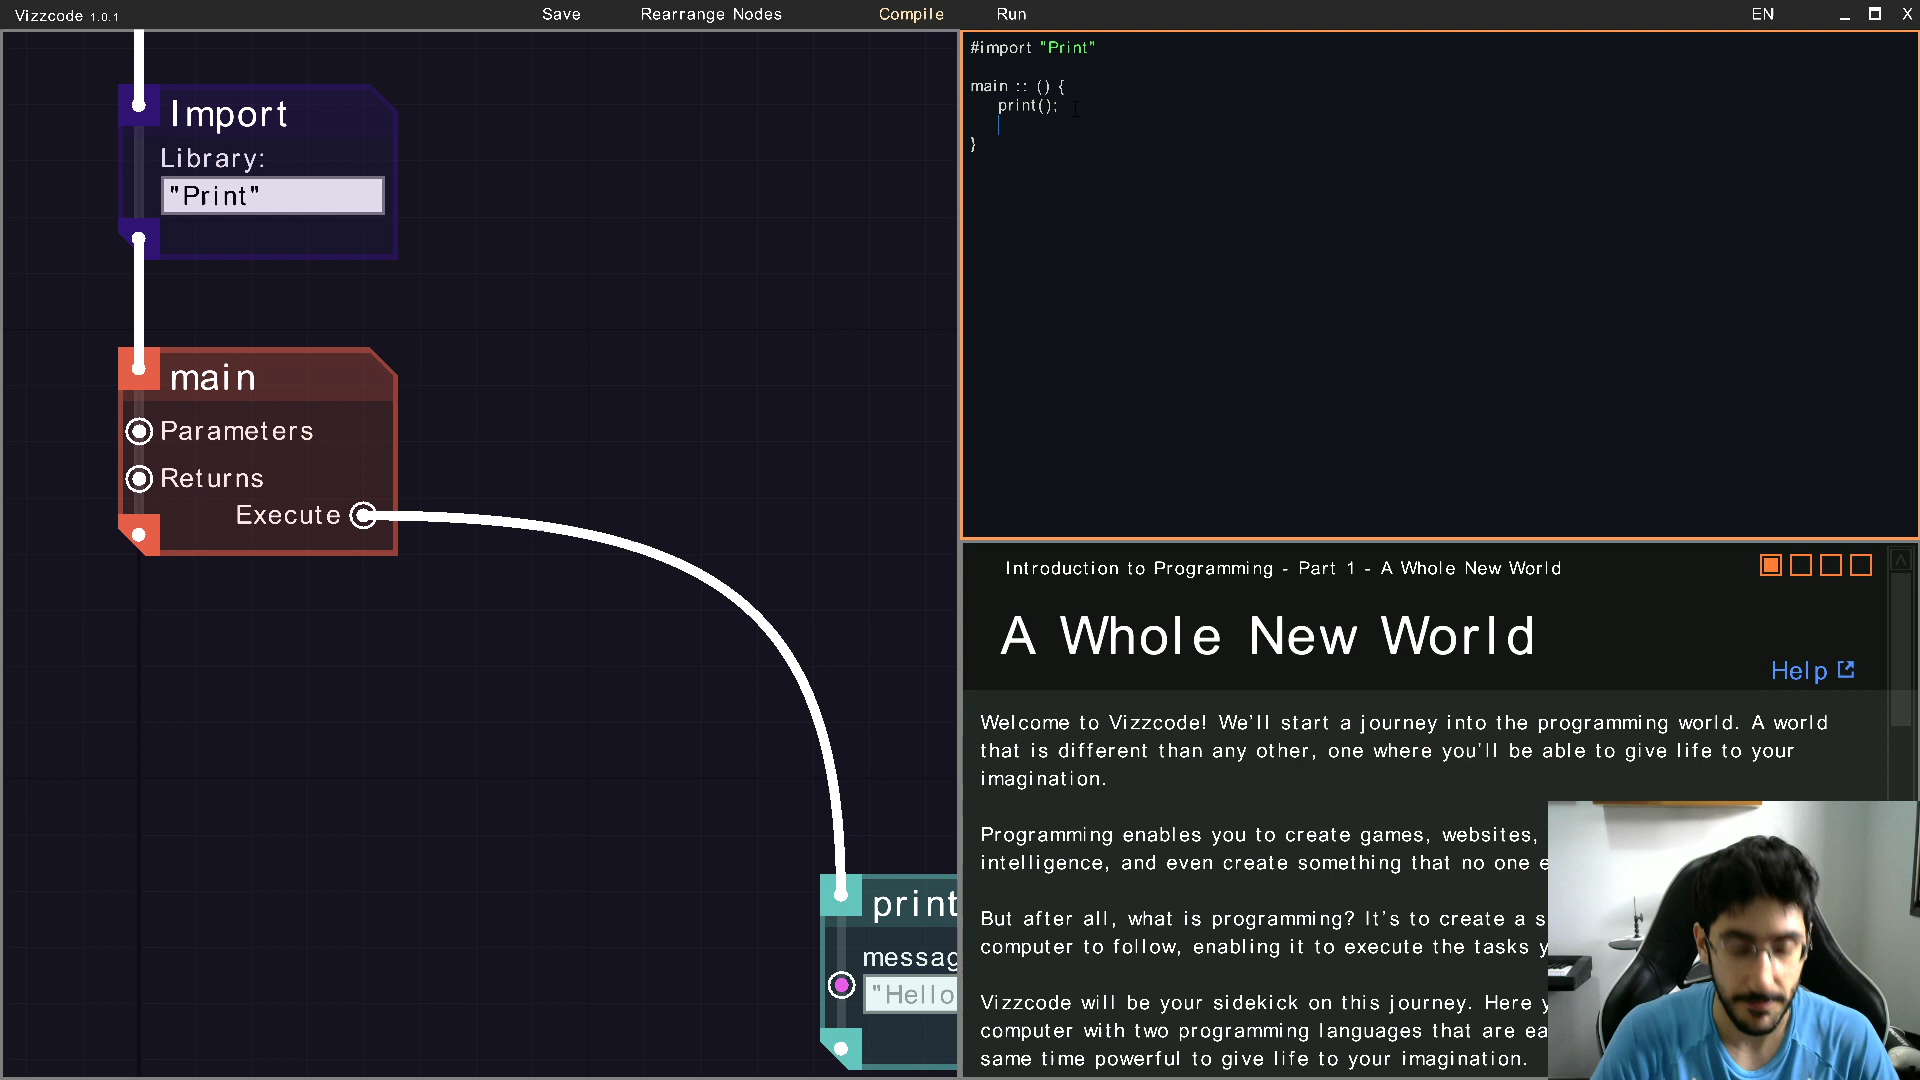 Vizzcode 1.0.1
Save
Rearrange Nodes
Compile
Run
EN
X
Import
Library:
"Print"
main
Parameters
Returns
Execute
print
"Hello
#import "Print"
main :: () {
print();
}
Introduction to Programming - Part 1 - A Whole New World
A Whole New World
Help
Welcome to Vizzcode! We'll start a journey into the programming world. A world
that is different than any other, one where you'll be able to give life to your
imagination.
Programming enables you to create games, websites,
intelligence, and even create something that no one
But after all, what is programming? It's to create a
computer to follow, enabling it to execute the tasks
Vizzcode will be your sidekick on this journey. Here
computer with two programming languages that are
same time powerful to give life to your imagination.